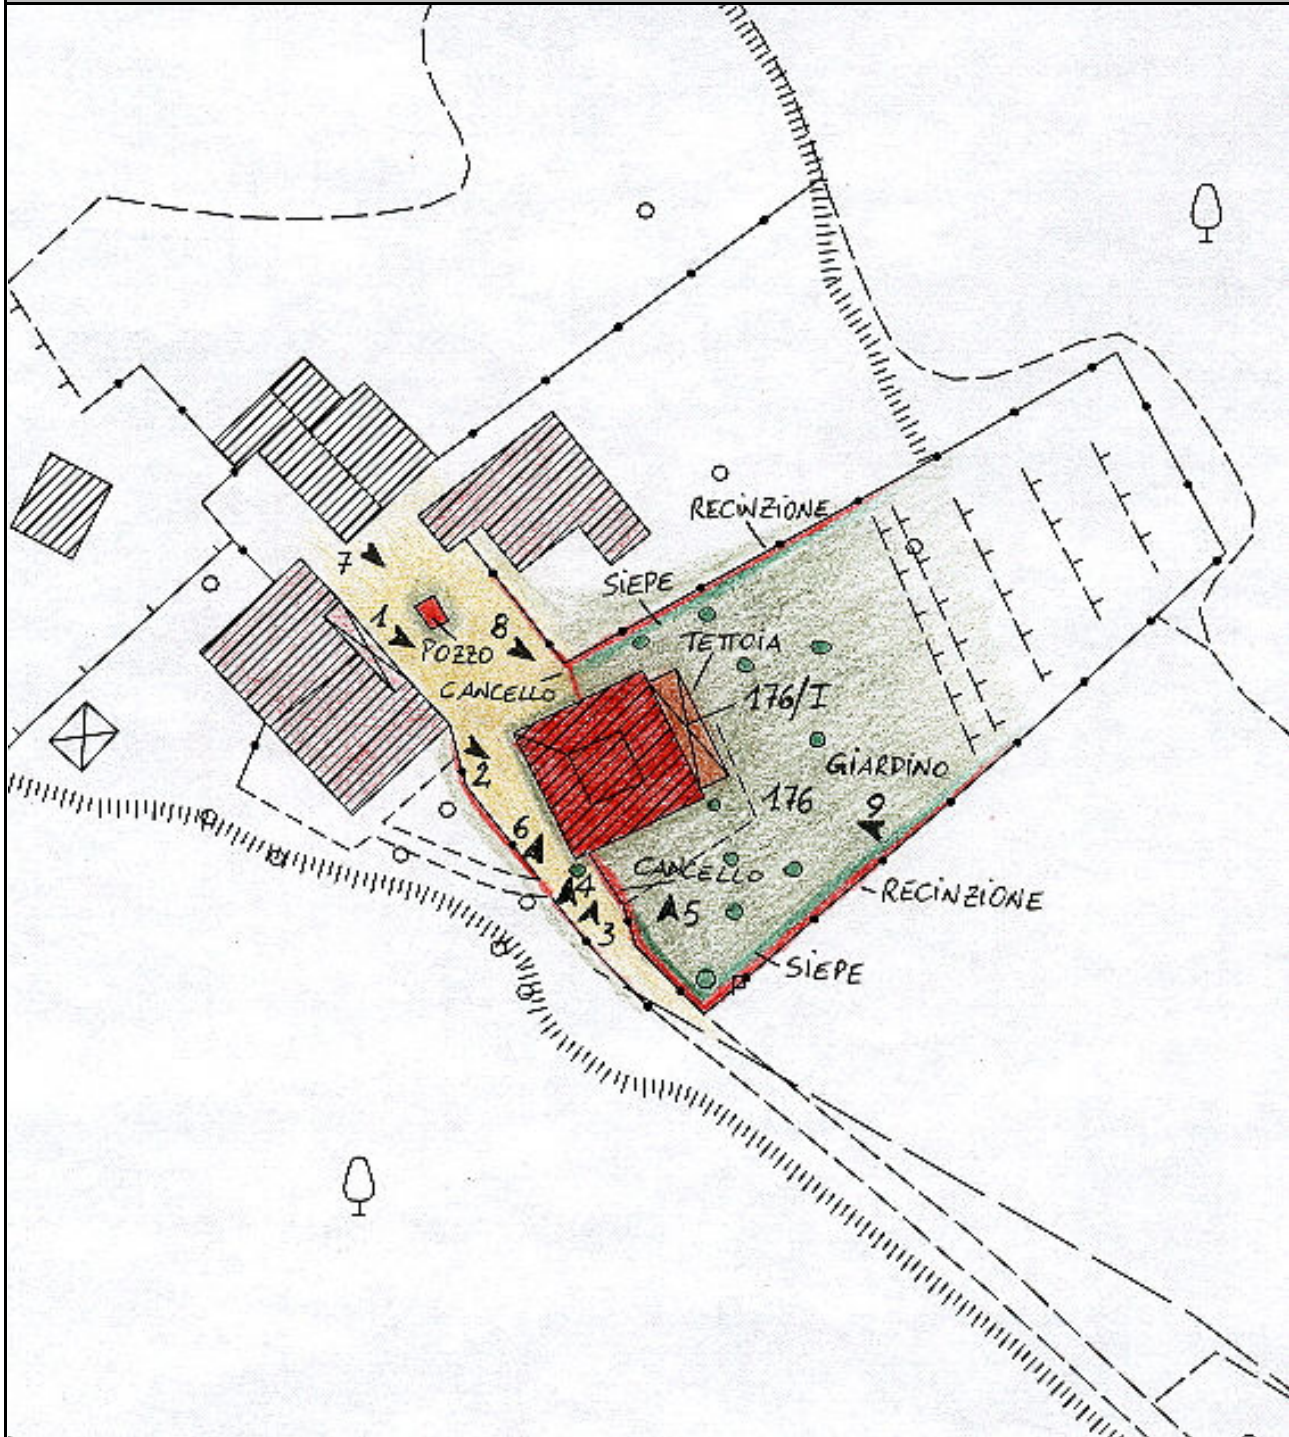 RECINZIONE
SIEPE
7
1
8
POZZO
TETTOIA
CANCELLO
176/I
2
GIARDINO
176
9
6
CANCELLO
4
5
RECINZIONE
3
SIEPE